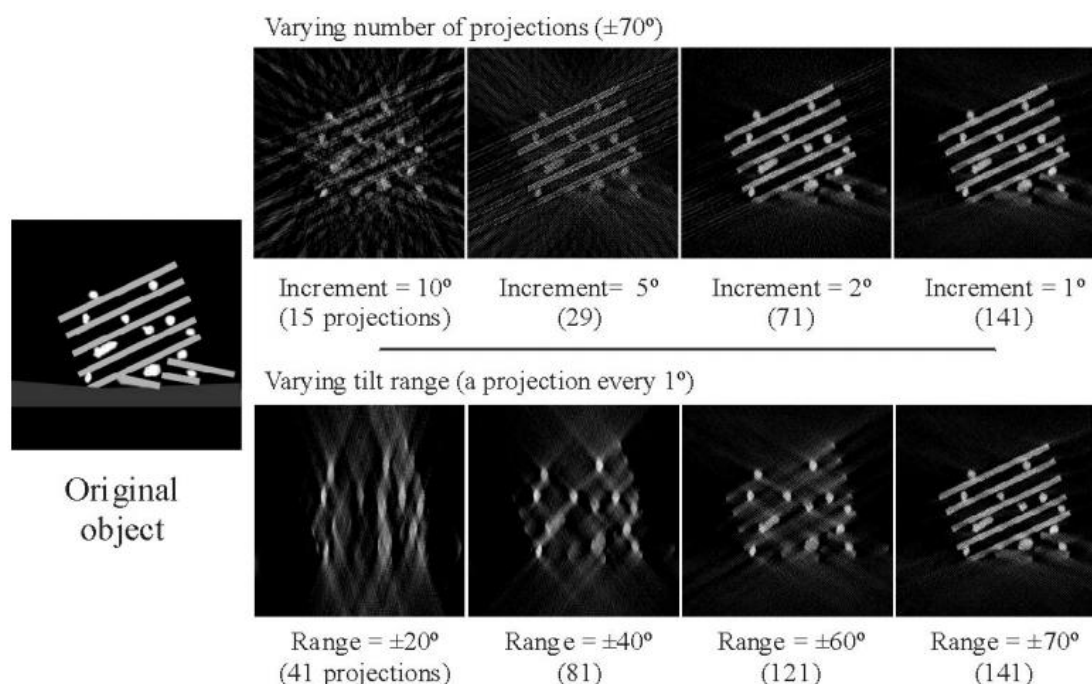 Varying number of projections (±70º)
Increment = 10º
(15 projections)
Increment= 5º
(29)
Increment = 2º
(71)
Increment = 1º
(141)
Original
object
Varying tilt range (a projection every 1º)
Range = ±20º
(41 projections)
Range = ±40º
(81)
Range = ±60º
(121)
Range = ±70º
(141)